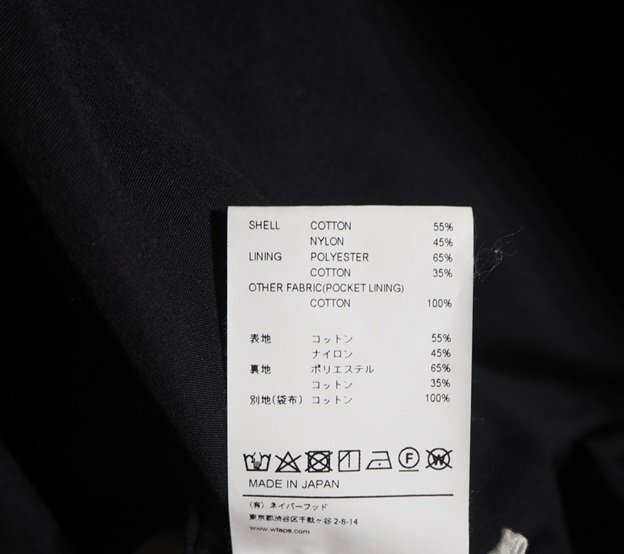 SHELL COTTON 55%
NYLON 45%
LINING POLYESTER 65%
COTTON 35%
OTHER FABRIC(POCKET LINING)
COTTON 100%
表地 コットン 55%
ナイロン 45%
裏地 ポリエステル 65%
コットン 35%
別地(袋布) コットン 100%
F W
MADE IN JAPAN
(有) ネイバーフッド
東京都渋谷区千駄ヶ谷2-8-14
www.wtaps.com